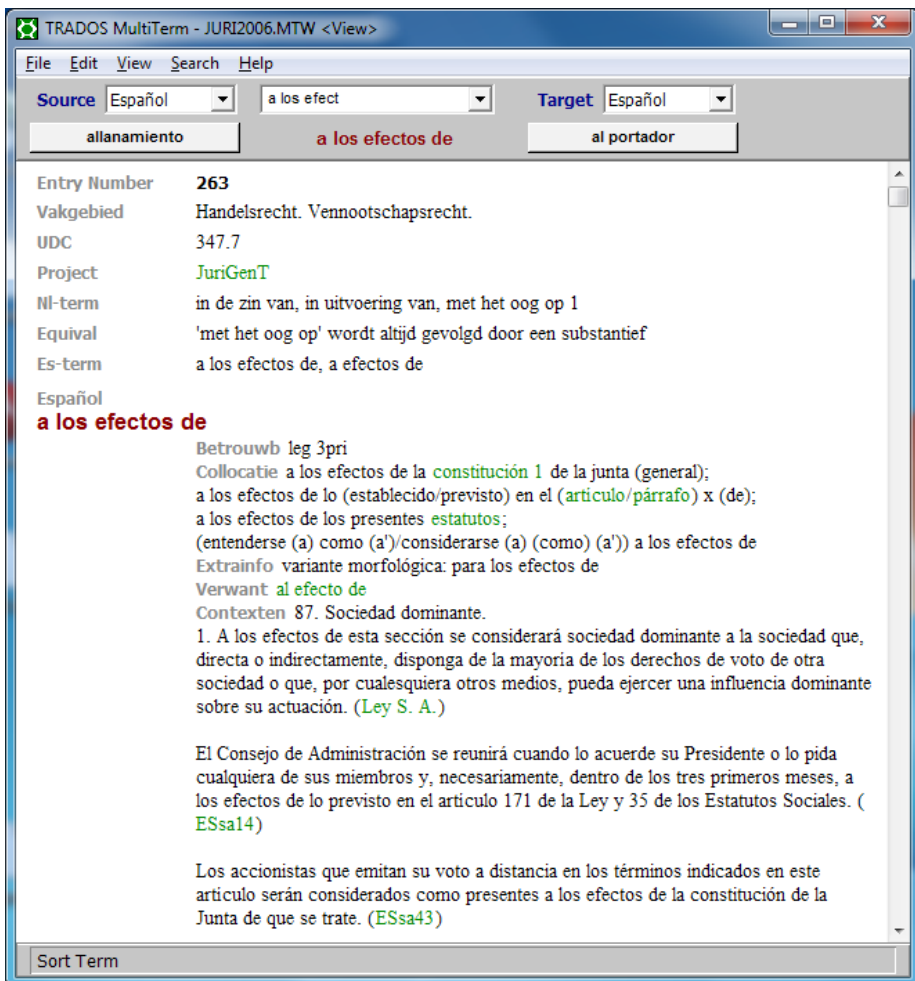 TRADOS MultiTerm - JURI2006.MTW <View>
File Edit View Search Help
Source Español a los efect Target Español
allanamiento a los efectos de al portador
Entry Number 263
Vakgebied Handelsrecht. Vennootschapsrecht.
UDC 347.7
Project JuriGenT
Nl-term in de zin van, in uitvoering van, met het oog op 1
Equival 'met het oog op' wordt altijd gevolgd door een substantief
Es-term a los efectos de, a efectos de
Español
a los efectos de
Betrouwb leg 3pri
Collocatie a los efectos de la constitución 1 de la junta (general);
a los efectos de lo (establecido/previsto) en el (artículo/párrafo) x (de);
a los efectos de los presentes estatutos;
(entenderse (a) como (a')/considerarse (a) (como) (a')) a los efectos de
Extrainfo variante morfológica: para los efectos de
Verwant al efecto de
Contexten 87. Sociedad dominante.
1. A los efectos de esta sección se considerará sociedad dominante a la sociedad que,
directa o indirectamente, disponga de la mayoría de los derechos de voto de otra
sociedad o que, por cualesquiera otros medios, pueda ejercer una influencia dominante
sobre su actuación. (Ley S. A.)
El Consejo de Administración se reunirá cuando lo acuerde su Presidente o lo pida
cualquiera de sus miembros y, necesariamente, dentro de los tres primeros meses, a
los efectos de lo previsto en el artículo 171 de la Ley y 35 de los Estatutos Sociales. (
ESsa14)
Los accionistas que emitan su voto a distancia en los términos indicados en este
artículo serán considerados como presentes a los efectos de la constitución de la
Junta de que se trate. (ESsa43)
Sort Term